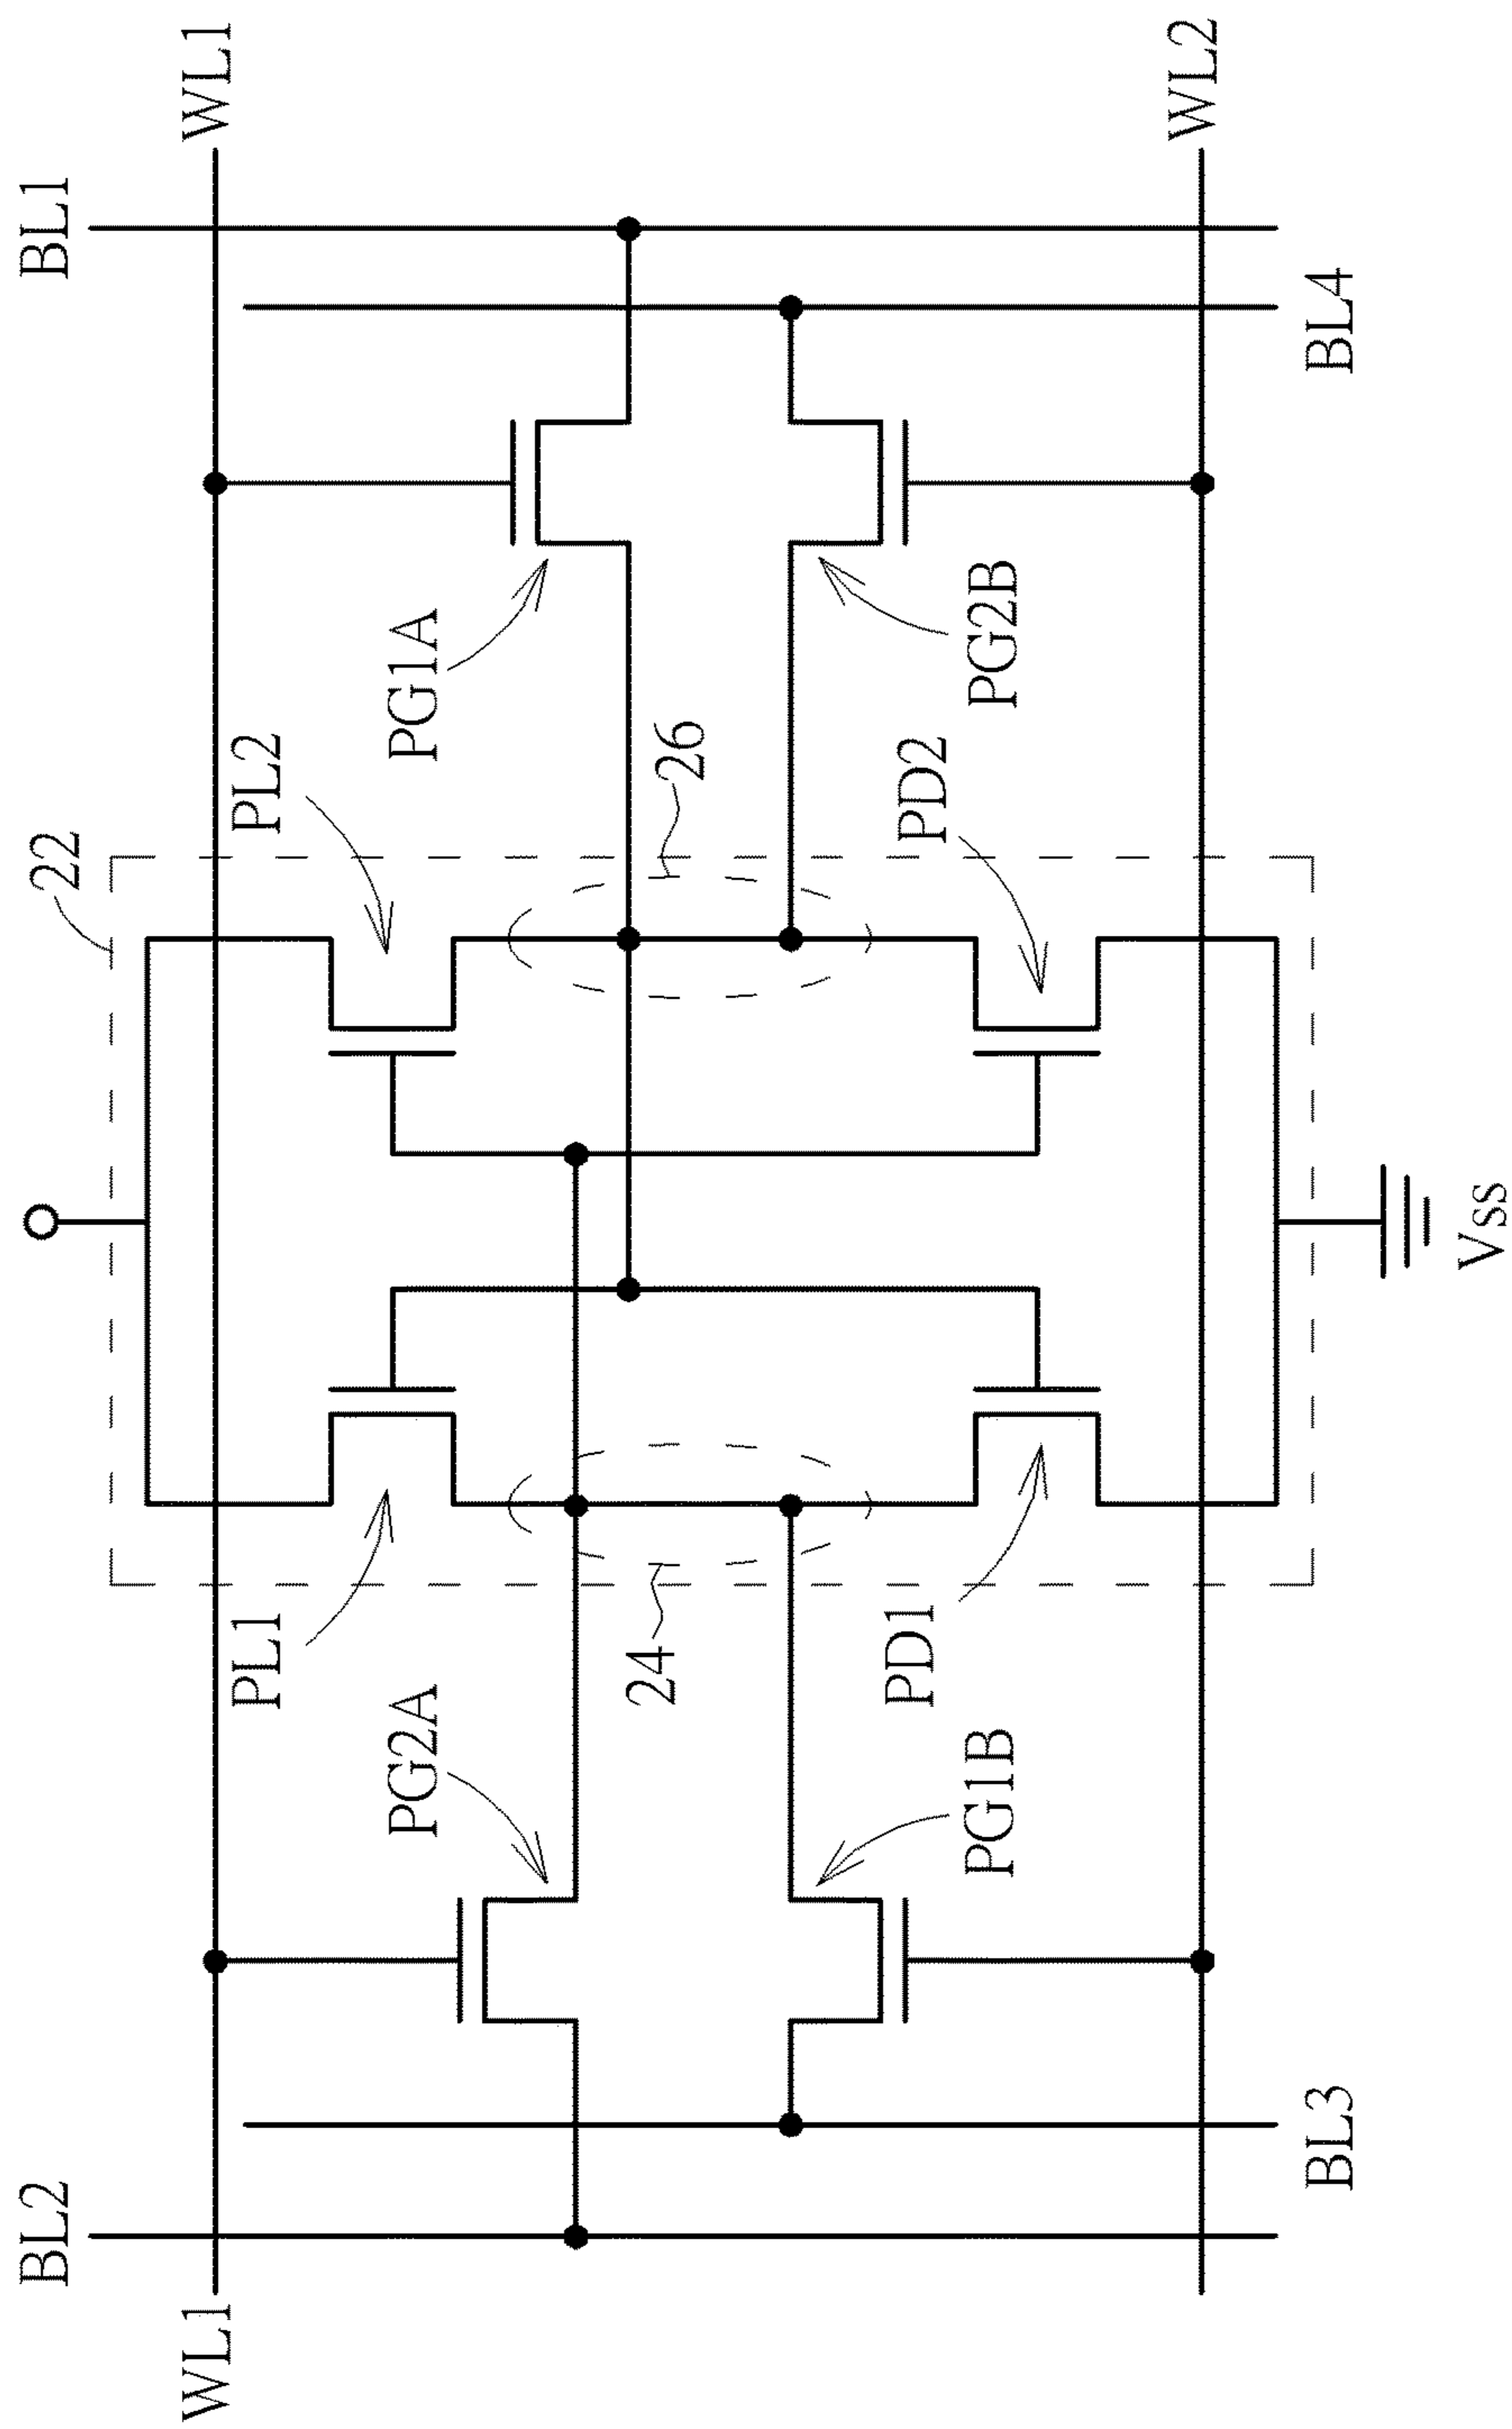 BL2
BL1
WL1
WL1
22
PL1
PL2
PG2A
PG1A
24
26
PD1
PD2
PG1B
PG2B
WL2
BL3
BL4
Vss